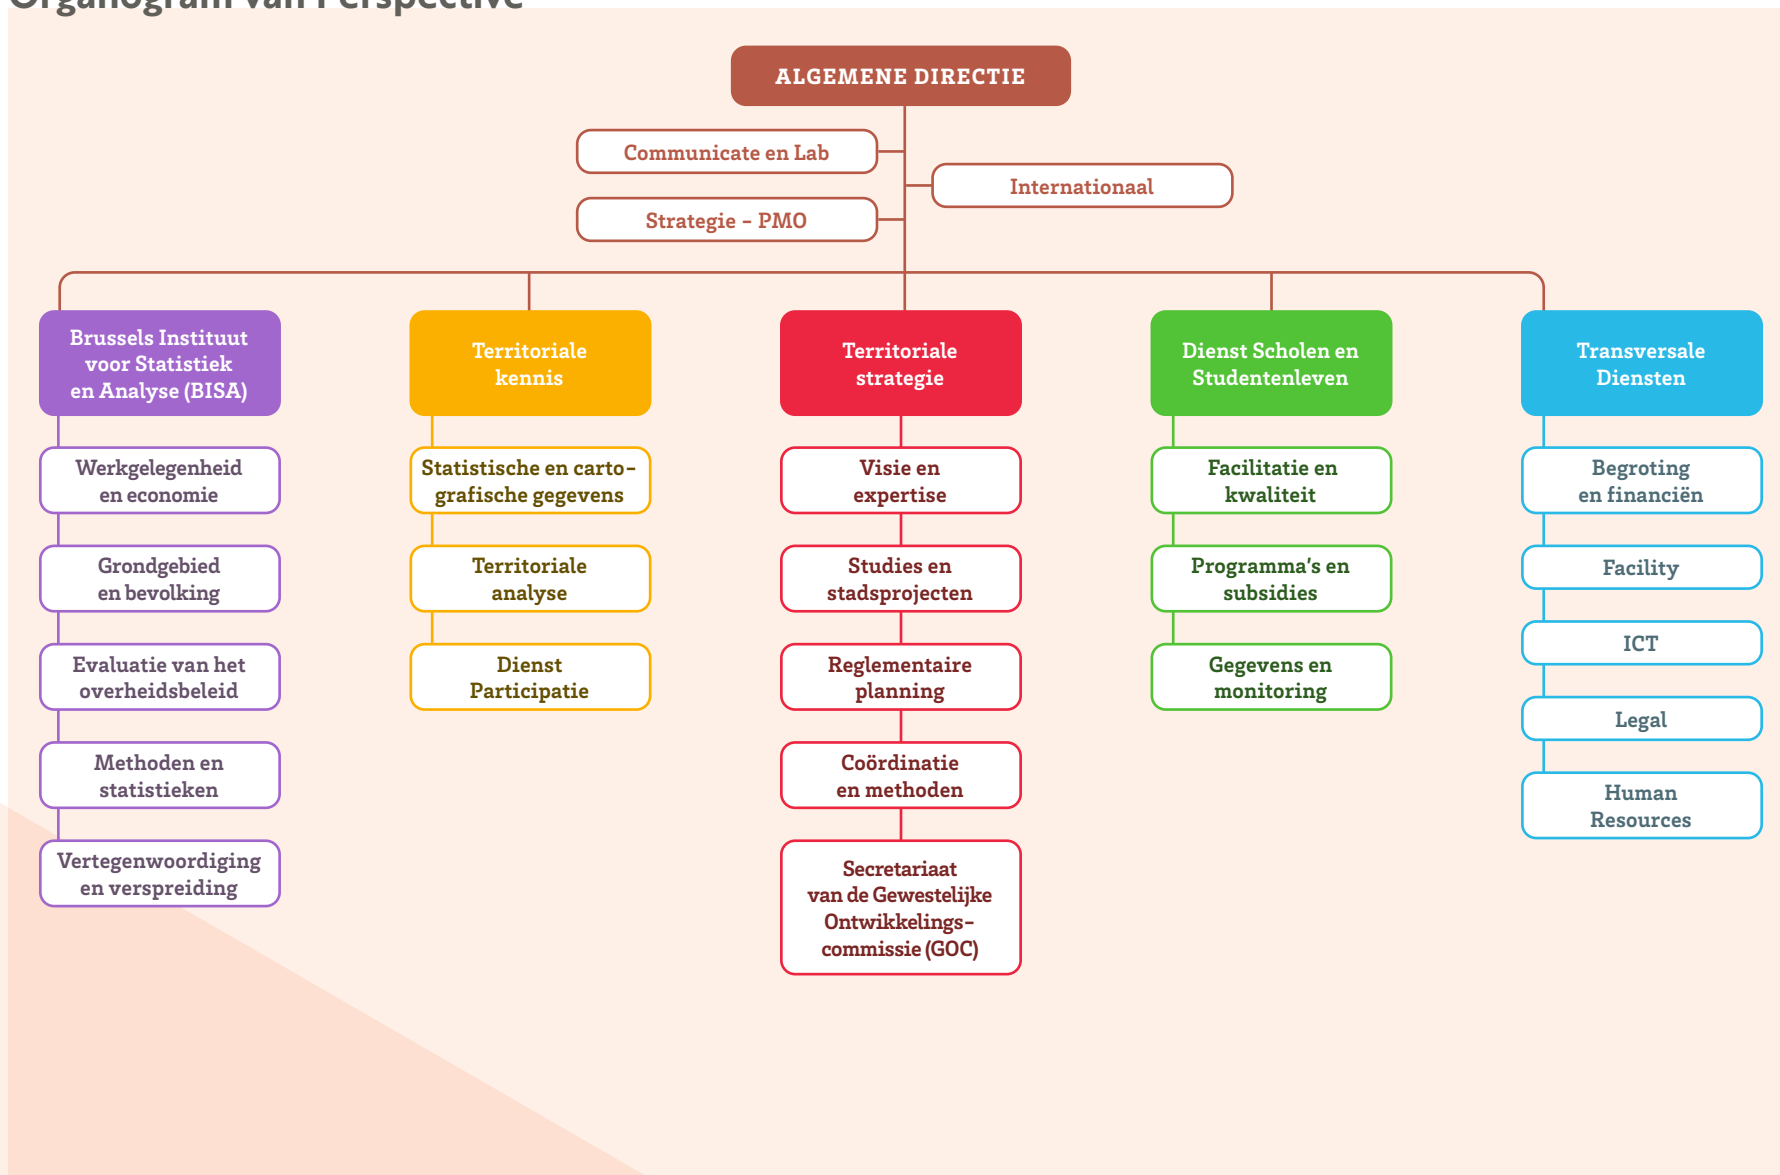 Organogram van Perspective
ALGEMENE DIRECTIE
Communicate en Lab
Internationaal
Strategie – PMO
Brussels Instituut
voor Statistiek
en Analyse (BISA)
Werkgelegenheid
en economie
Grondgebied
en bevolking
Evaluatie van het
overheidsbeleid
Methoden en
statistieken
Vertegenwoordiging
en verspreiding
Territoriale
kennis
Statistische en carto–
grafische gegevens
Territoriale
analyse
Dienst
Participatie
Territoriale
strategie
Visie en
expertise
Studies en
stadsprojecten
Reglementaire
planning
Coördinatie
en methoden
Secretariaat
van de Gewestelijke
Ontwikkelings–
commissie (GOC)
Dienst Scholen en
Studentenleven
Facilitatie en
kwaliteit
Programma's en
subsidies
Gegevens en
monitoring
Transversale
Diensten
Begroting
en financiën
Facility
ICT
Legal
Human
Resources